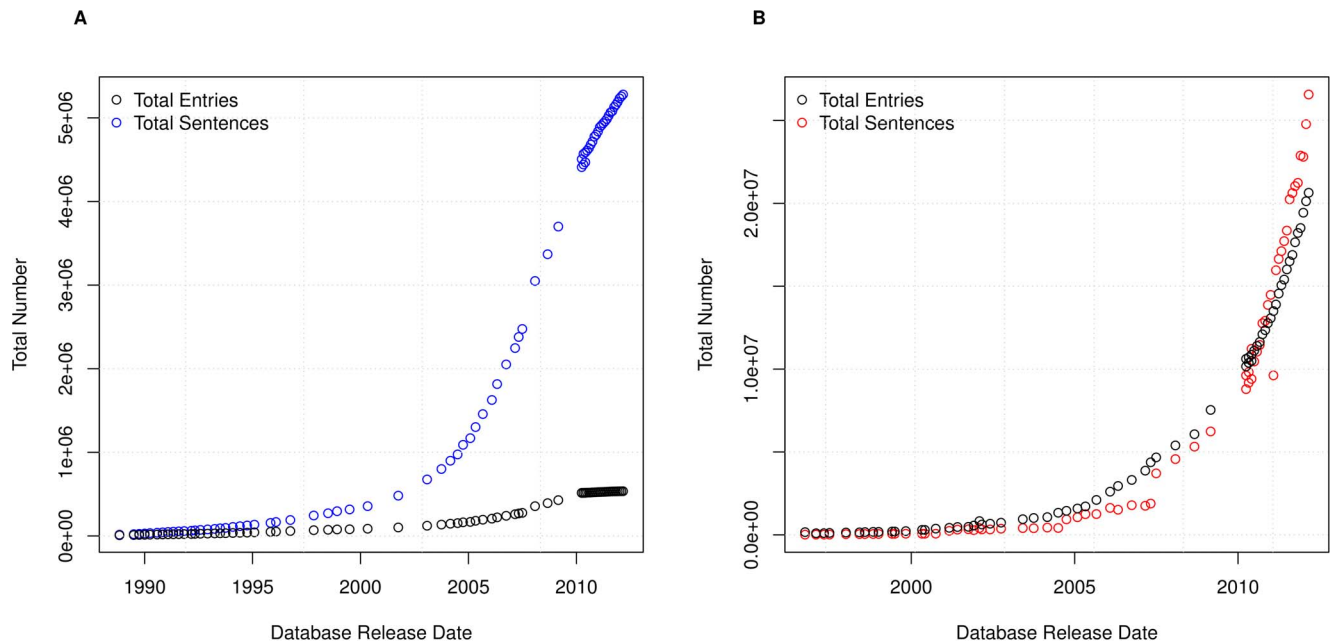 A
Total Entries
Total Sentences
Total Number
0e+00
1e+06
2e+06
3e+06
4e+06
5e+06
1990
1995
2000
2005
2010
Database Release Date
B
Total Entries
Total Sentences
Total Number
0.0e+00
1.0e+07
2.0e+07
2000
2005
2010
Database Release Date